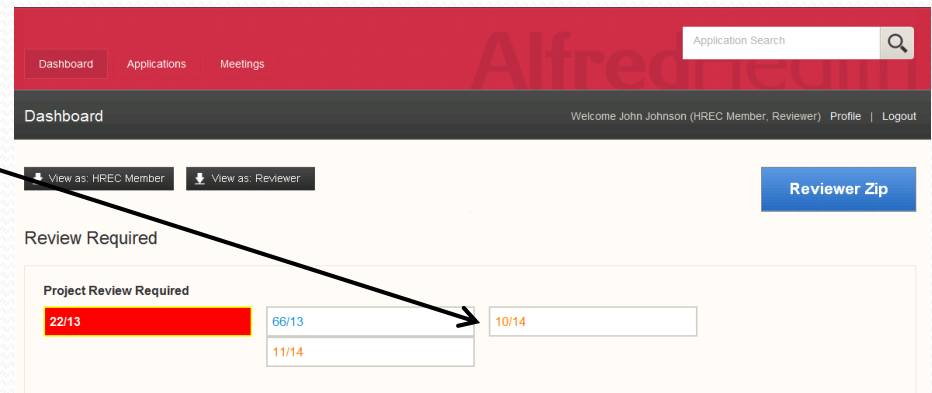 AlfredHealth
Application Search
Dashboard Applications Meetings
Dashboard
Welcome John Johnson (HREC Member, Reviewer) Profile | Logout
View as: HREC Member View as: Reviewer
Reviewer Zip
Review Required
Project Review Required
22/13 66/13 10/14
11/14